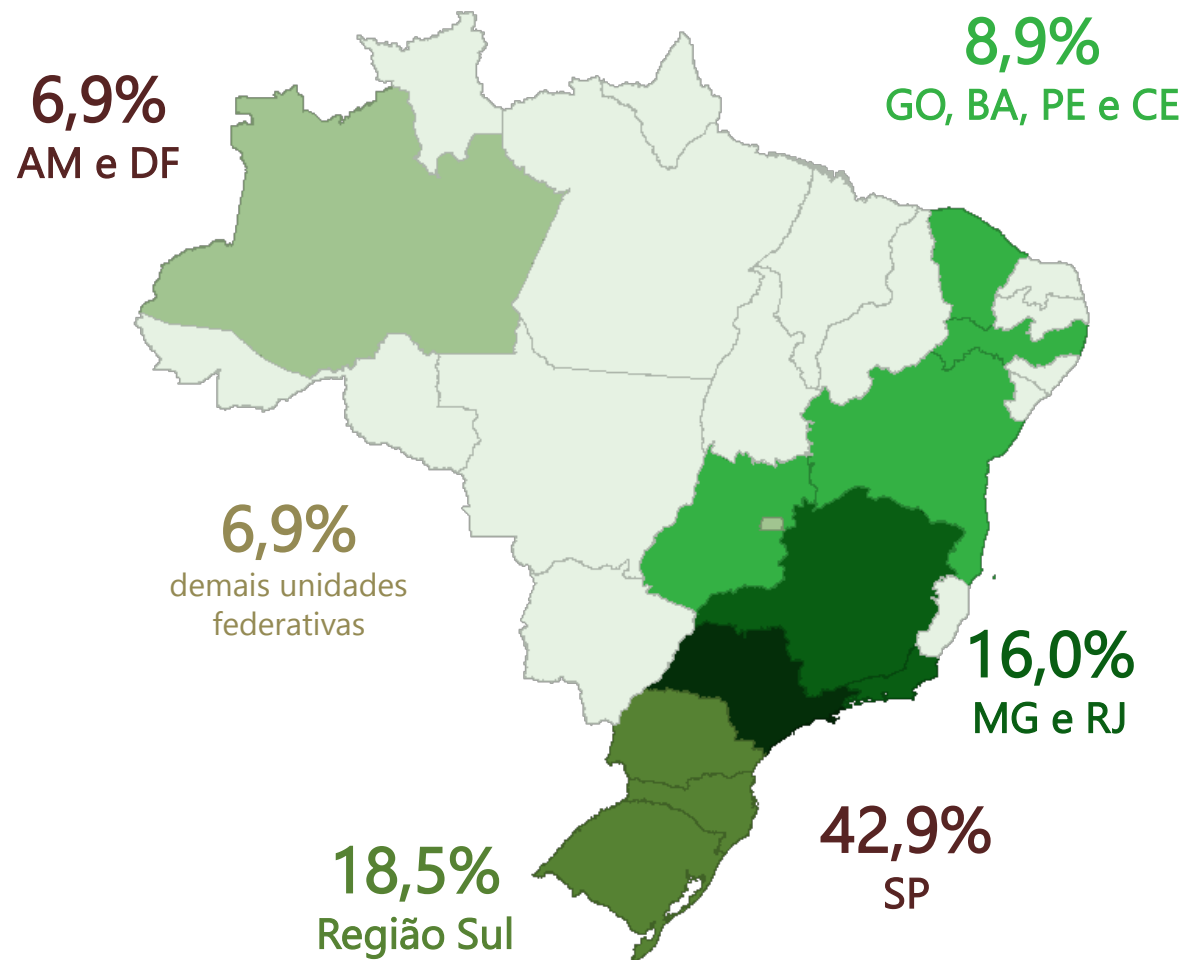 8,9%
GO, BA, PE e CE
6,9%
AM e DF
6,9%
demais unidades
federativas
16,0%
MG e RJ
42,9%
SP
18,5%
Região Sul